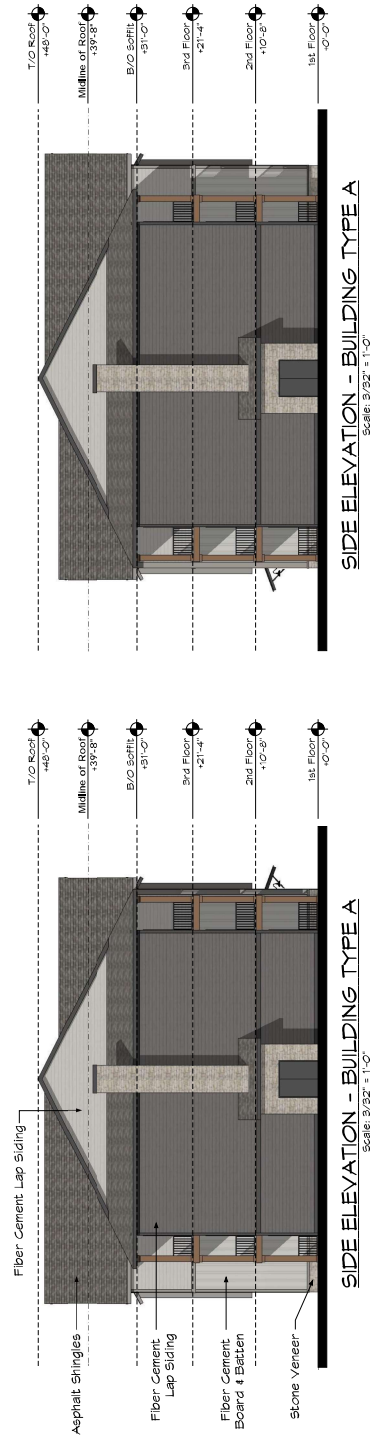 Fiber Cement Lap Siding
Asphalt Shingles
Fiber Cement
Lap Siding
Fiber Cement
Board & Batten
Stone Veneer
T/O Roof
+48'-0"
Midline of Roof
+39'-8"
B/O Soffit
+31'-0"
3rd Floor
+21'-4"
2nd Floor
+10'-8"
1st Floor
+0'-0"
SIDE ELEVATION - BUILDING TYPE A
Scale: 3/32" = 1'-0"
T/O Roof
+48'-0"
Midline of Roof
+39'-8"
B/O Soffit
+31'-0"
3rd Floor
+21'-4"
2nd Floor
+10'-8"
1st Floor
+0'-0"
SIDE ELEVATION - BUILDING TYPE A
Scale: 3/32" = 1'-0"